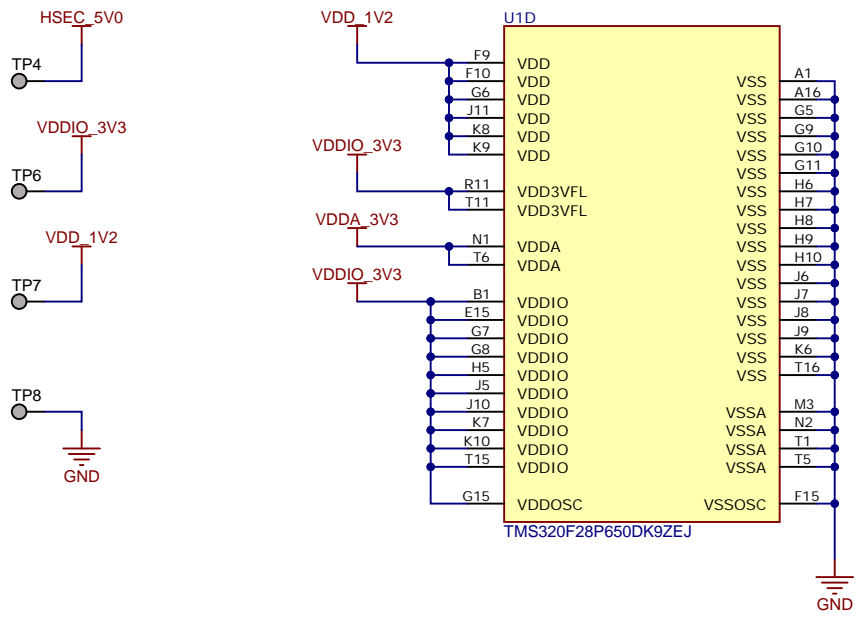 HSEC_5V0
TP4
VDDIO_3V3
TP6
VDD_1V2
TP7
TP8
GND
VDD_1V2
VDDIO_3V3
VDDA_3V3
VDDIO_3V3
U1D
F9 VDD
F10 VDD
G6 VDD
J11 VDD
K8 VDD
K9 VDD
R11 VDD3VFL
T11 VDD3VFL
N1 VDDA
T6 VDDA
B1 VDDIO
E15 VDDIO
G7 VDDIO
G8 VDDIO
H5 VDDIO
J5 VDDIO
J10 VDDIO
K7 VDDIO
K10 VDDIO
T15 VDDIO
G15 VDDOSC
VSS A1
VSS A16
VSS G5
VSS G9
VSS G10
VSS G11
VSS H6
VSS H7
VSS H8
VSS H9
VSS H10
VSS J6
VSS J7
VSS J8
VSS J9
VSS K6
VSS T16
VSSA M3
VSSA N2
VSSA T1
VSSA T5
VSSOSC F15
TMS320F28P650DK9ZEJ
GND